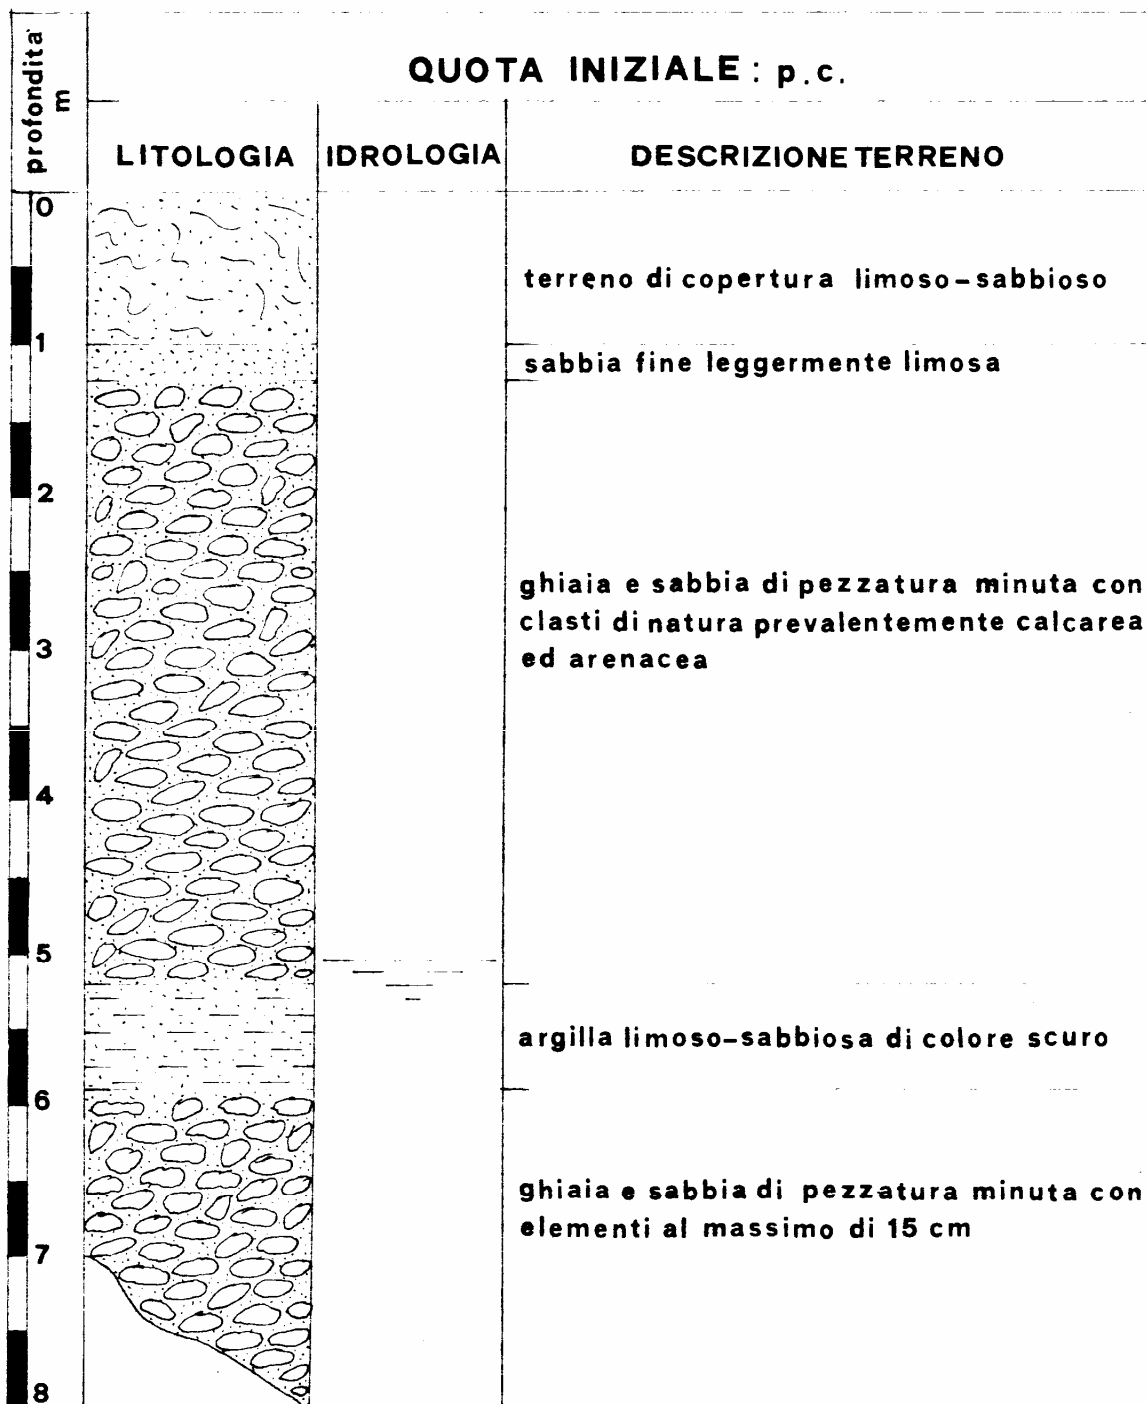 profondità
m
QUOTA INIZIALE : p.c.
LITOLOGIA
IDROLOGIA
DESCRIZIONE TERRENO
0
terreno di copertura limoso-sabbioso
1
sabbia fine leggermente limosa
2
ghiaia e sabbia di pezzatura minuta con
clasti di natura prevalentemente calcarea
3
ed arenacea
4
5
argilla limoso-sabbiosa di colore scuro
6
ghiaia e sabbia di pezzatura minuta con
elementi al massimo di 15 cm
7
8